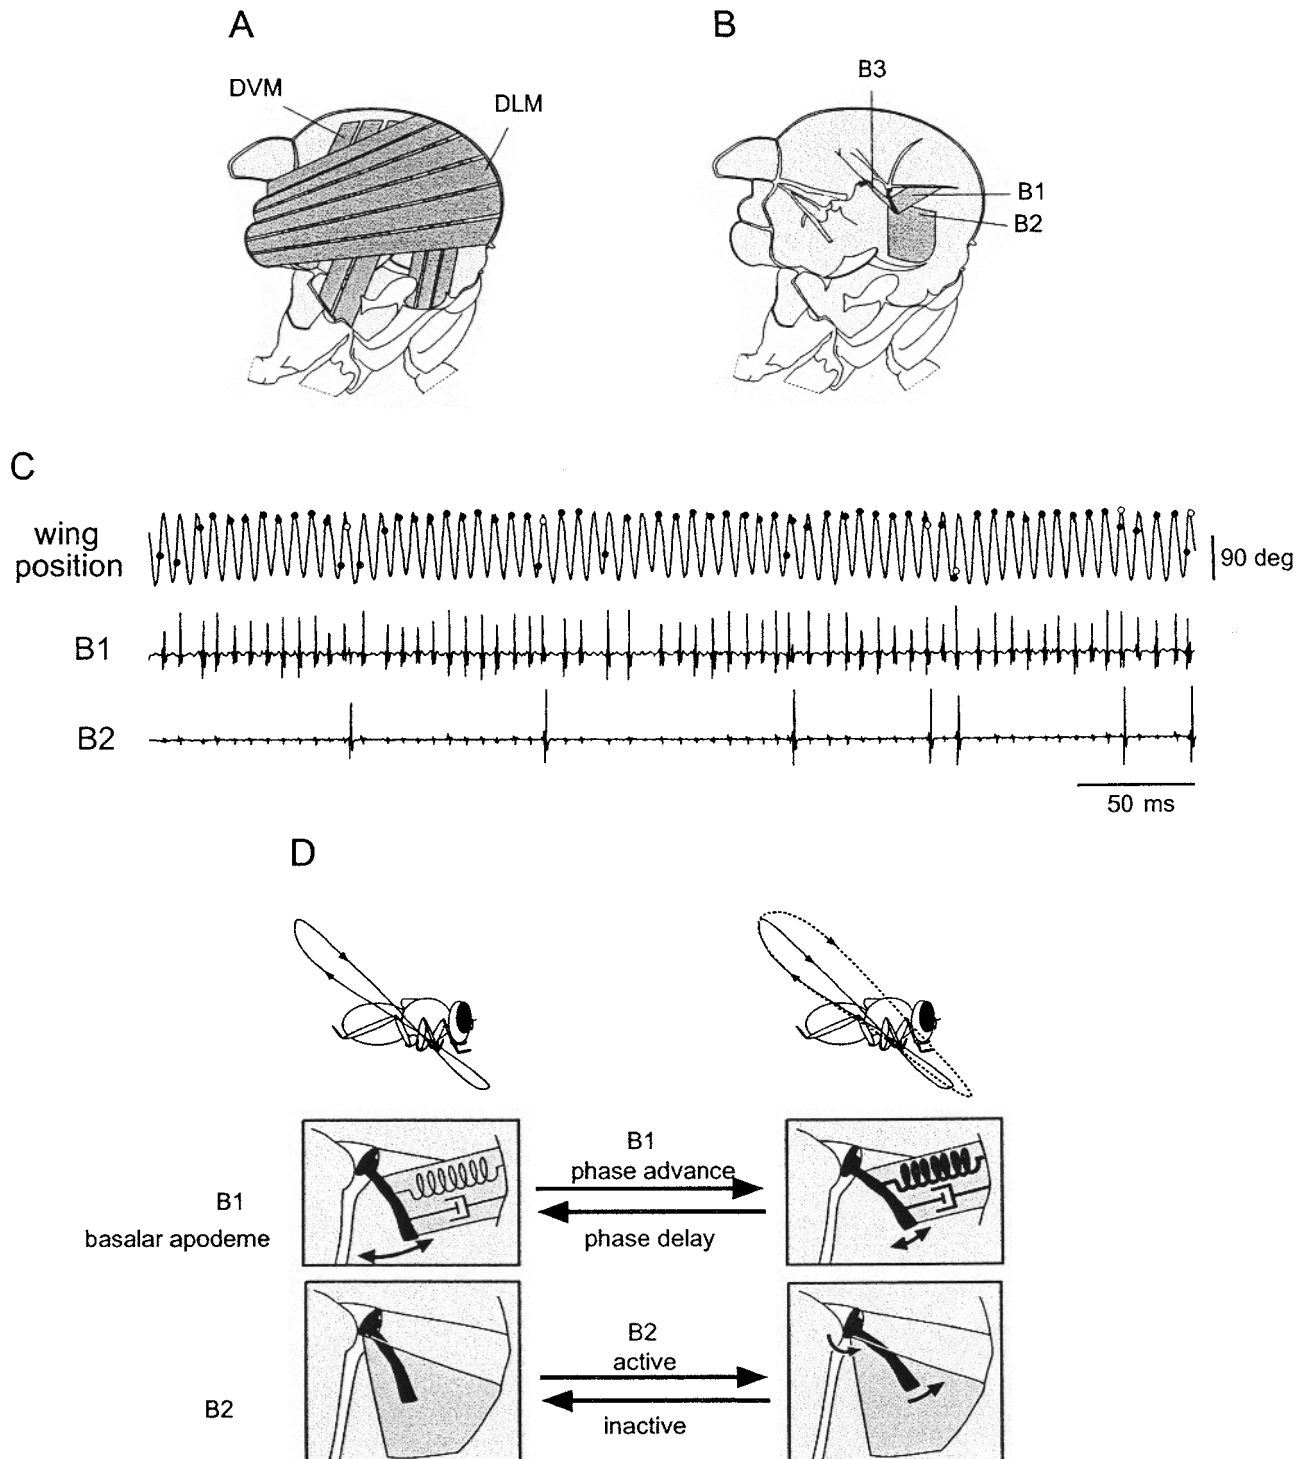 A
B
DVM
DLM
B3
B1
B2
C
wing
position
90 deg
B1
B2
50 ms
D
B1
phase advance
phase delay
B1
basalar apodeme
B2
active
inactive
B2